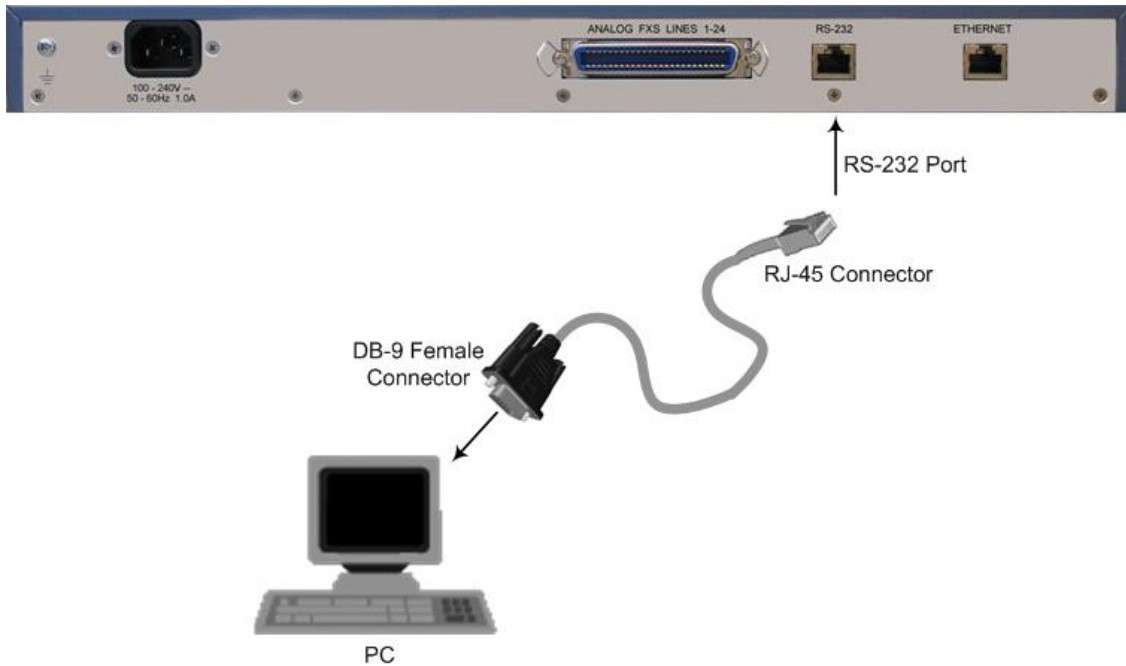 ANALOG FXS LINES 1-24
RS-232
ETHERNET
100 - 240V ~
50 - 60Hz 1.0A
RS-232 Port
RJ-45 Connector
DB-9 Female
Connector
PC